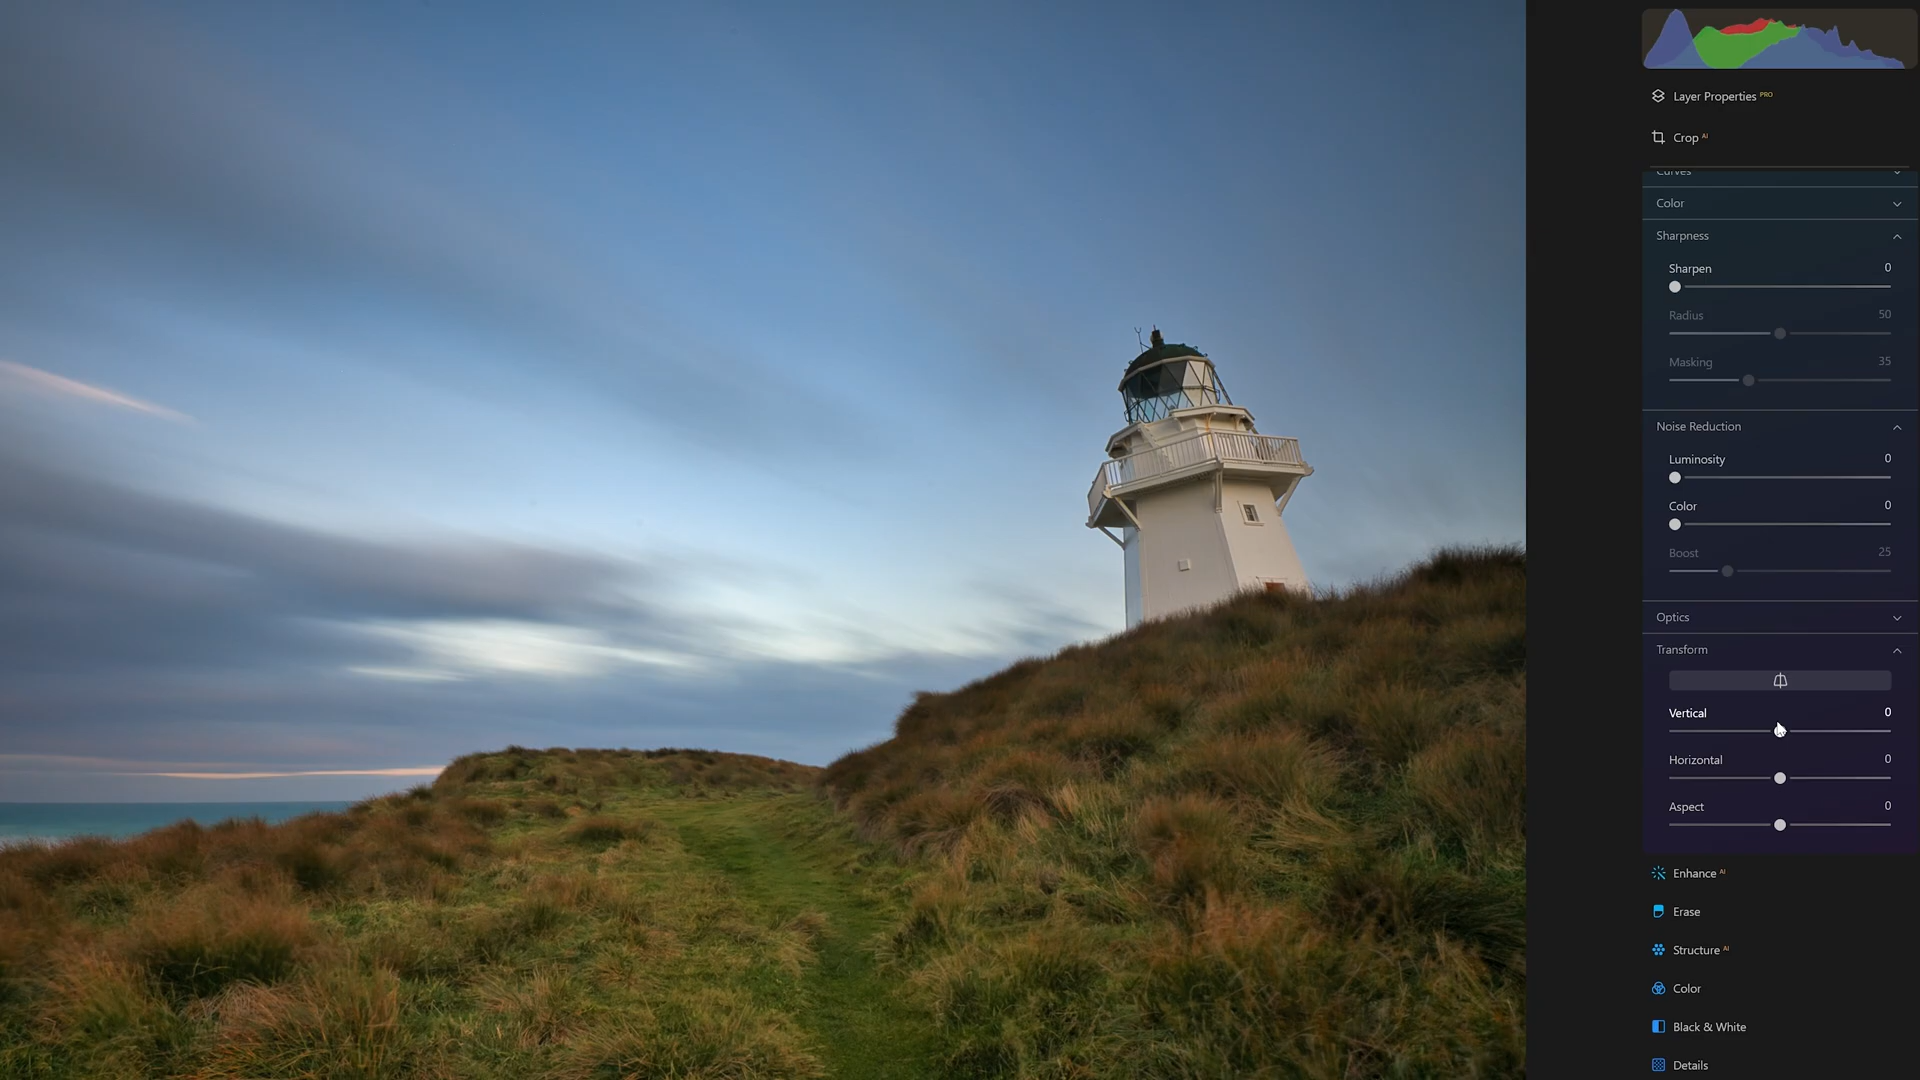 Layer Properties PRO
Crop AI
Curves
Color
Sharpness
Sharpen 0
Radius 50
Masking 35
Noise Reduction
Luminosity 0
Color 0
Boost 25
Optics
Transform
Vertical 0
Horizontal 0
Aspect 0
Enhance AI
Erase
Structure AI
Color
Black & White
Details